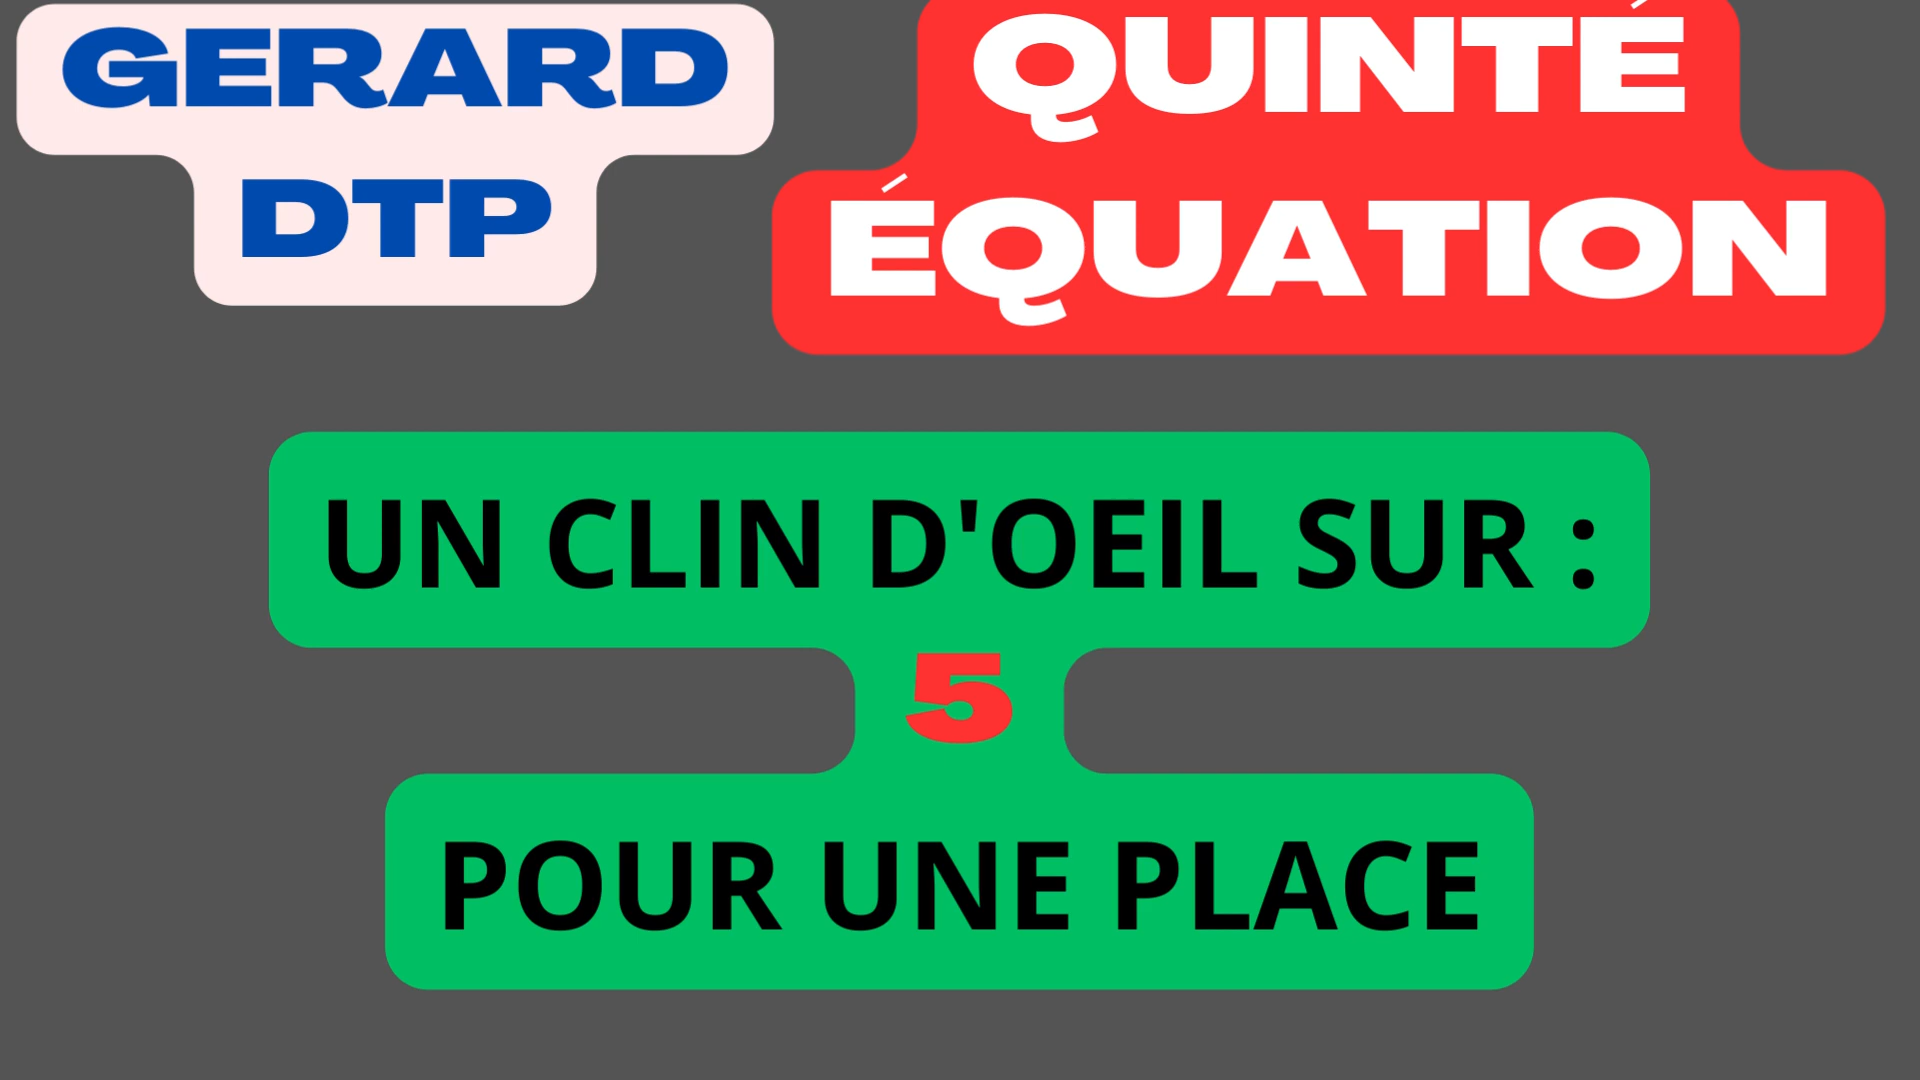 GERARD
DTP
QUINTÉ
ÉQUATION
UN CLIN D'OEIL SUR :
5
POUR UNE PLACE